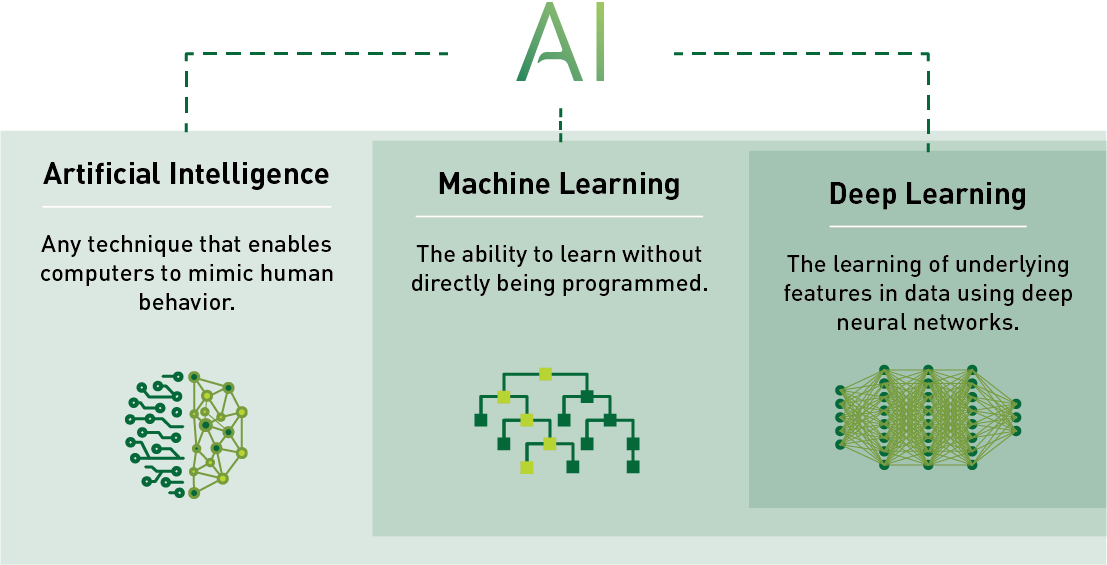 AI
Artificial Intelligence
Any technique that enables
computers to mimic human
behavior.
Machine Learning
The ability to learn without
directly being programmed.
Deep Learning
The learning of underlying
features in data using deep
neural networks.